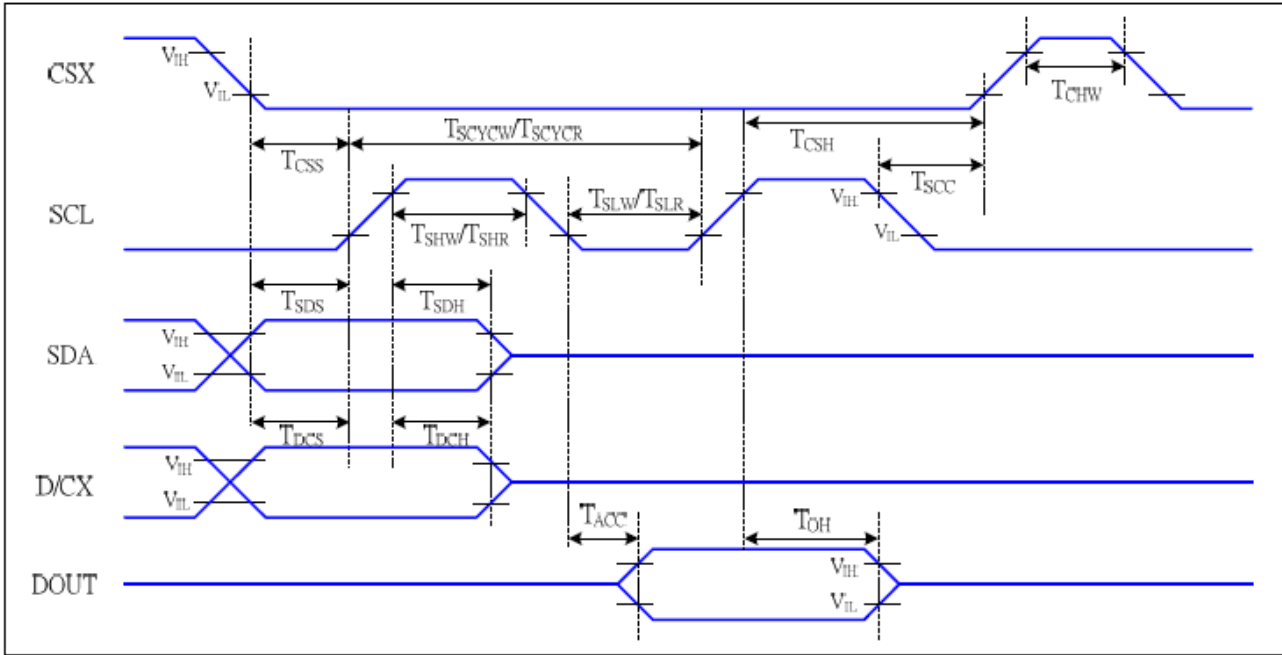 CSX
VIH
VIL
TCHW
TSCYCW/TSCYCR
TCSS
TCSH
TSCC
SCL
TSHW/TSHR
TSLW/TSLR
VIH
VIL
TSDS
TSDH
SDA
VIH
VIL
TDCS
TDCH
D/CX
VIH
VIL
TACC
TOH
DOUT
VIH
VIL